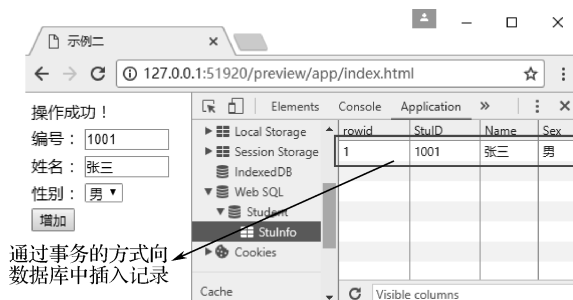 示例二
127.0.0.1:51920/preview/app/index.html
操作成功！
编号： 1001
姓名： 张三
性别： 男
增加
通过事务的方式向
数据库中插入记录
Elements Console Application
Local Storage
Session Storage
IndexedDB
Web SQL
Student
StuInfo
Cookies
Cache
rowid StuID Name Sex
1 1001 张三 男
Visible columns